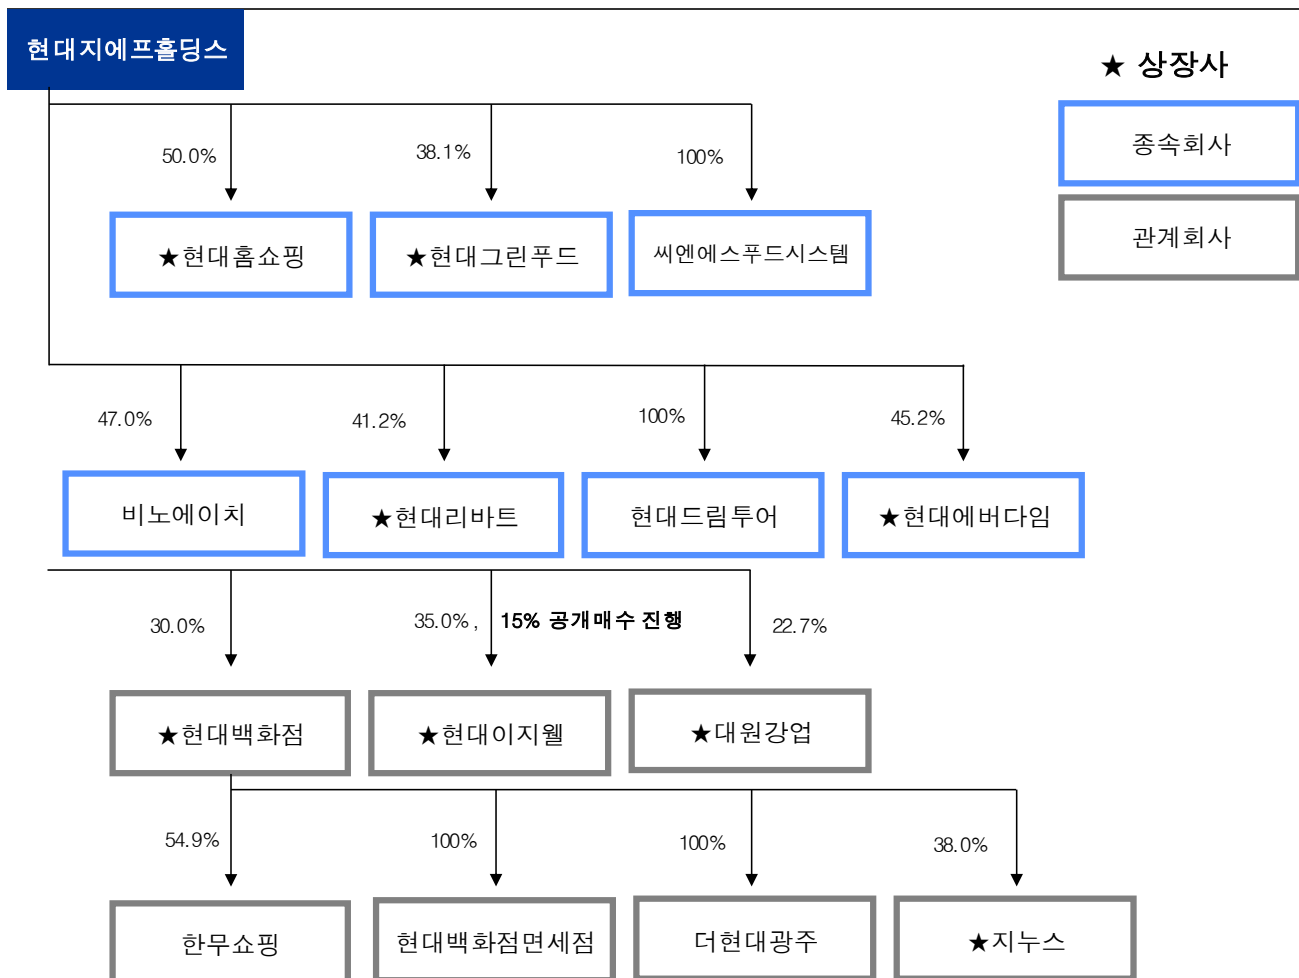 현대지에프홀딩스
★ 상장사
종속회사
관계회사
50.0%
38.1%
100%
★현대홈쇼핑
★현대그린푸드
씨엔에스푸드시스템
47.0%
41.2%
100%
45.2%
비노에이치
★현대리바트
현대드림투어
★현대에버다임
30.0%
35.0%, 15% 공개매수 진행
22.7%
★현대백화점
★현대이지웰
★대원강업
54.9%
100%
100%
38.0%
한무쇼핑
현대백화점면세점
더현대광주
★지누스